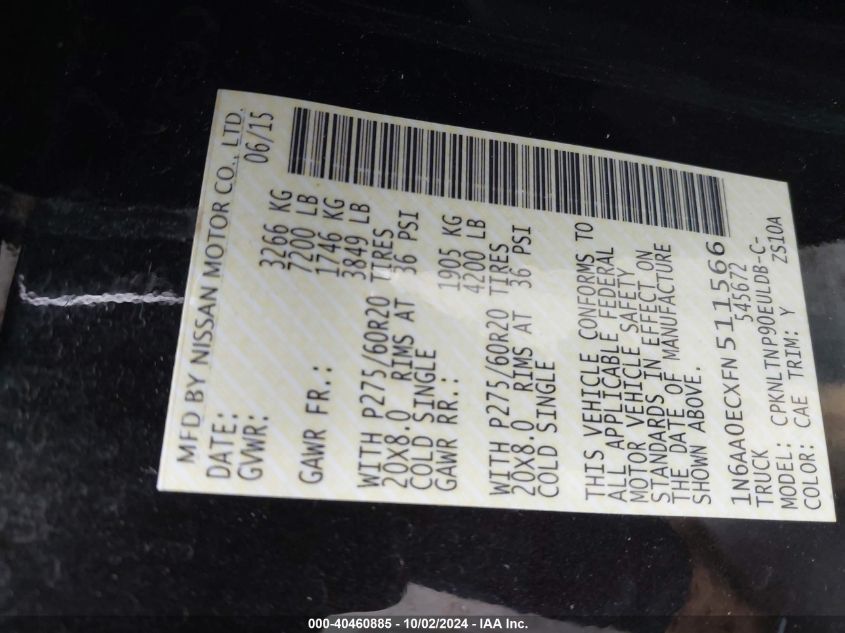 MFD BY NISSAN MOTOR CO., LTD.
DATE: 06/15
GVWR: 3266 KG
7200 LB
GAWR FR.: 1746 KG
3849 LB
WITH P275/60R20 TIRES
20X8.0 RIMS AT 36 PSI
COLD SINGLE
GAWR RR.: 1905 KG
4200 LB
WITH P275/60R20 TIRES
20X8.0 RIMS AT 36 PSI
COLD SINGLE
THIS VEHICLE CONFORMS TO
ALL APPLICABLE FEDERAL
MOTOR VEHICLE SAFETY
STANDARDS IN EFFECT ON
THE DATE OF MANUFACTURE
SHOWN ABOVE.
1N6AA0ECXFN511566
TRUCK 545672
MODEL: CPKNLTNP90EULDB-C-
COLOR: CAE TRIM: Y ZS10A
000-40460885 - 10/02/2024 - IAA Inc.